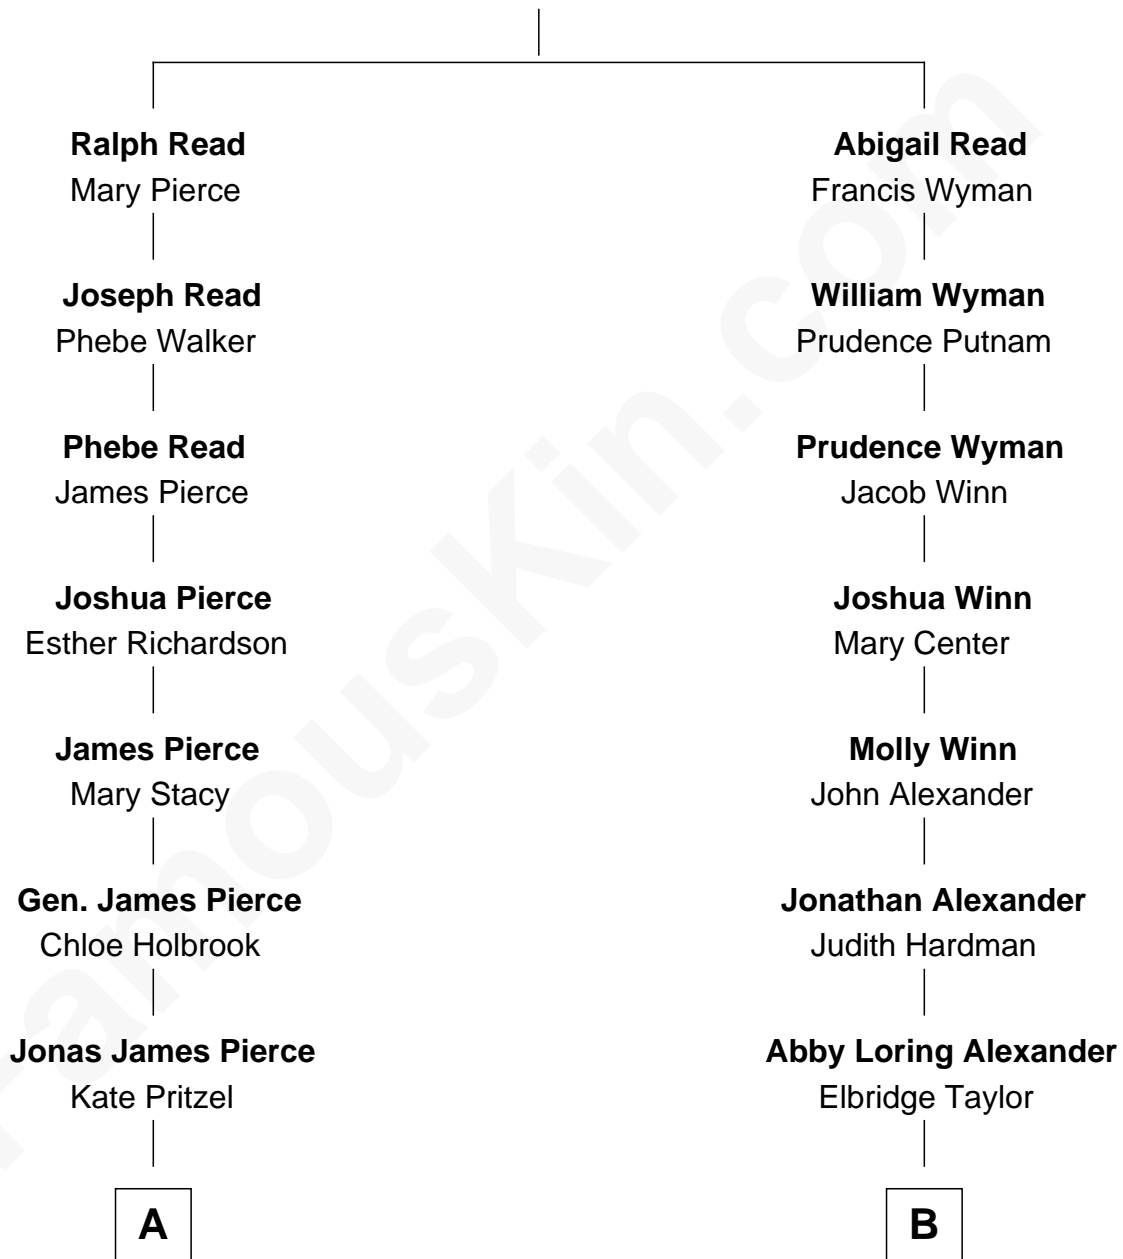 Ralph Read
Mary Pierce
Abigail Read
Francis Wyman
Joseph Read
Phebe Walker
William Wyman
Prudence Putnam
Phebe Read
James Pierce
Prudence Wyman
Jacob Winn
Joshua Pierce
Esther Richardson
Joshua Winn
Mary Center
James Pierce
Mary Stacy
Molly Winn
John Alexander
Gen. James Pierce
Chloe Holbrook
Jonathan Alexander
Judith Hardman
Jonas James Pierce
Kate Pritzel
Abby Loring Alexander
Elbridge Taylor
A
B
FamousKin.com